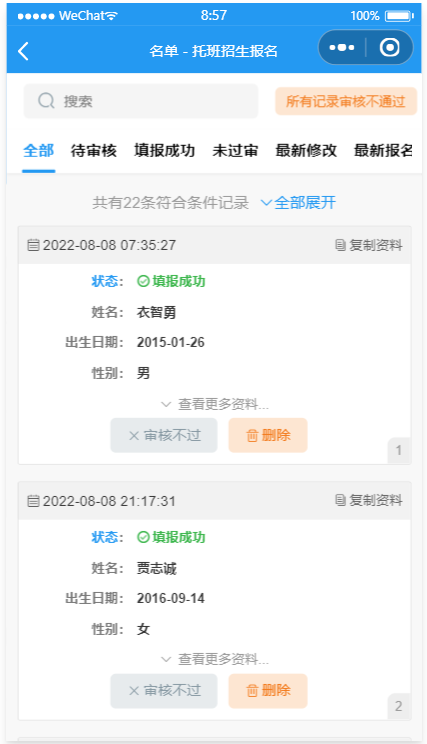 WeChat 8:57 100%
名单 - 托班招生报名
搜索 所有记录审核不通过
全部 待审核 填报成功 未过审 最新修改 最新报名
共有22条符合条件记录 全部展开
2022-08-08 07:35:27 复制资料
状态： 填报成功
姓名： 衣智勇
出生日期： 2015-01-26
性别： 男
查看更多资料...
审核不过 删除
1
2022-08-08 21:17:31 复制资料
状态： 填报成功
姓名： 贾志诚
出生日期： 2016-09-14
性别： 女
查看更多资料...
审核不过 删除
2